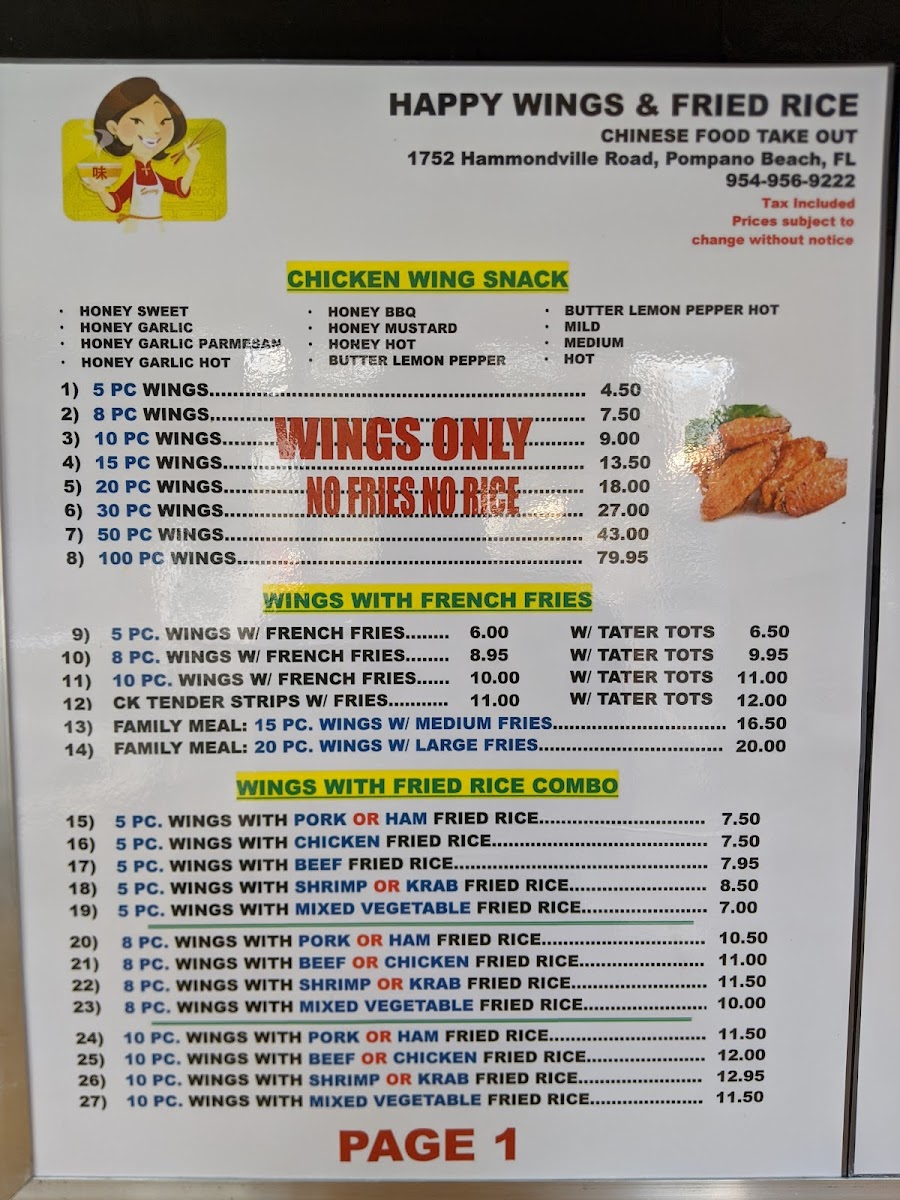 HAPPY WINGS & FRIED RICE
CHINESE FOOD TAKE OUT
1752 Hammondville Road, Pompano Beach, FL
954-956-9222
Tax Included
Prices subject to
change without notice
味
CHICKEN WING SNACK
· HONEY SWEET · HONEY BBQ · BUTTER LEMON PEPPER HOT
· HONEY GARLIC · HONEY MUSTARD · MILD
· HONEY GARLIC PARMESAN · HONEY HOT · MEDIUM
· HONEY GARLIC HOT · BUTTER LEMON PEPPER · HOT
1) 5 PC WINGS 4.50
2) 8 PC WINGS 7.50
3) 10 PC WINGS 9.00
4) 15 PC WINGS 13.50
5) 20 PC WINGS 18.00
6) 30 PC WINGS 27.00
7) 50 PC WINGS 43.00
8) 100 PC WINGS 79.95
WINGS ONLY
NO FRIES NO RICE
WINGS WITH FRENCH FRIES
9) 5 PC. WINGS W/ FRENCH FRIES 6.00 W/ TATER TOTS 6.50
10) 8 PC. WINGS W/ FRENCH FRIES 8.95 W/ TATER TOTS 9.95
11) 10 PC. WINGS W/ FRENCH FRIES 10.00 W/ TATER TOTS 11.00
12) CK TENDER STRIPS W/ FRIES 11.00 W/ TATER TOTS 12.00
13) FAMILY MEAL: 15 PC. WINGS W/ MEDIUM FRIES 16.50
14) FAMILY MEAL: 20 PC. WINGS W/ LARGE FRIES 20.00
WINGS WITH FRIED RICE COMBO
15) 5 PC. WINGS WITH PORK OR HAM FRIED RICE 7.50
16) 5 PC. WINGS WITH CHICKEN FRIED RICE 7.50
17) 5 PC. WINGS WITH BEEF FRIED RICE 7.95
18) 5 PC. WINGS WITH SHRIMP OR KRAB FRIED RICE 8.50
19) 5 PC. WINGS WITH MIXED VEGETABLE FRIED RICE 7.00
20) 8 PC. WINGS WITH PORK OR HAM FRIED RICE 10.50
21) 8 PC. WINGS WITH BEEF OR CHICKEN FRIED RICE 11.00
22) 8 PC. WINGS WITH SHRIMP OR KRAB FRIED RICE 11.50
23) 8 PC. WINGS WITH MIXED VEGETABLE FRIED RICE 10.00
24) 10 PC. WINGS WITH PORK OR HAM FRIED RICE 11.50
25) 10 PC. WINGS WITH BEEF OR CHICKEN FRIED RICE 12.00
26) 10 PC. WINGS WITH SHRIMP OR KRAB FRIED RICE 12.95
27) 10 PC. WINGS WITH MIXED VEGETABLE FRIED RICE 11.50
PAGE 1